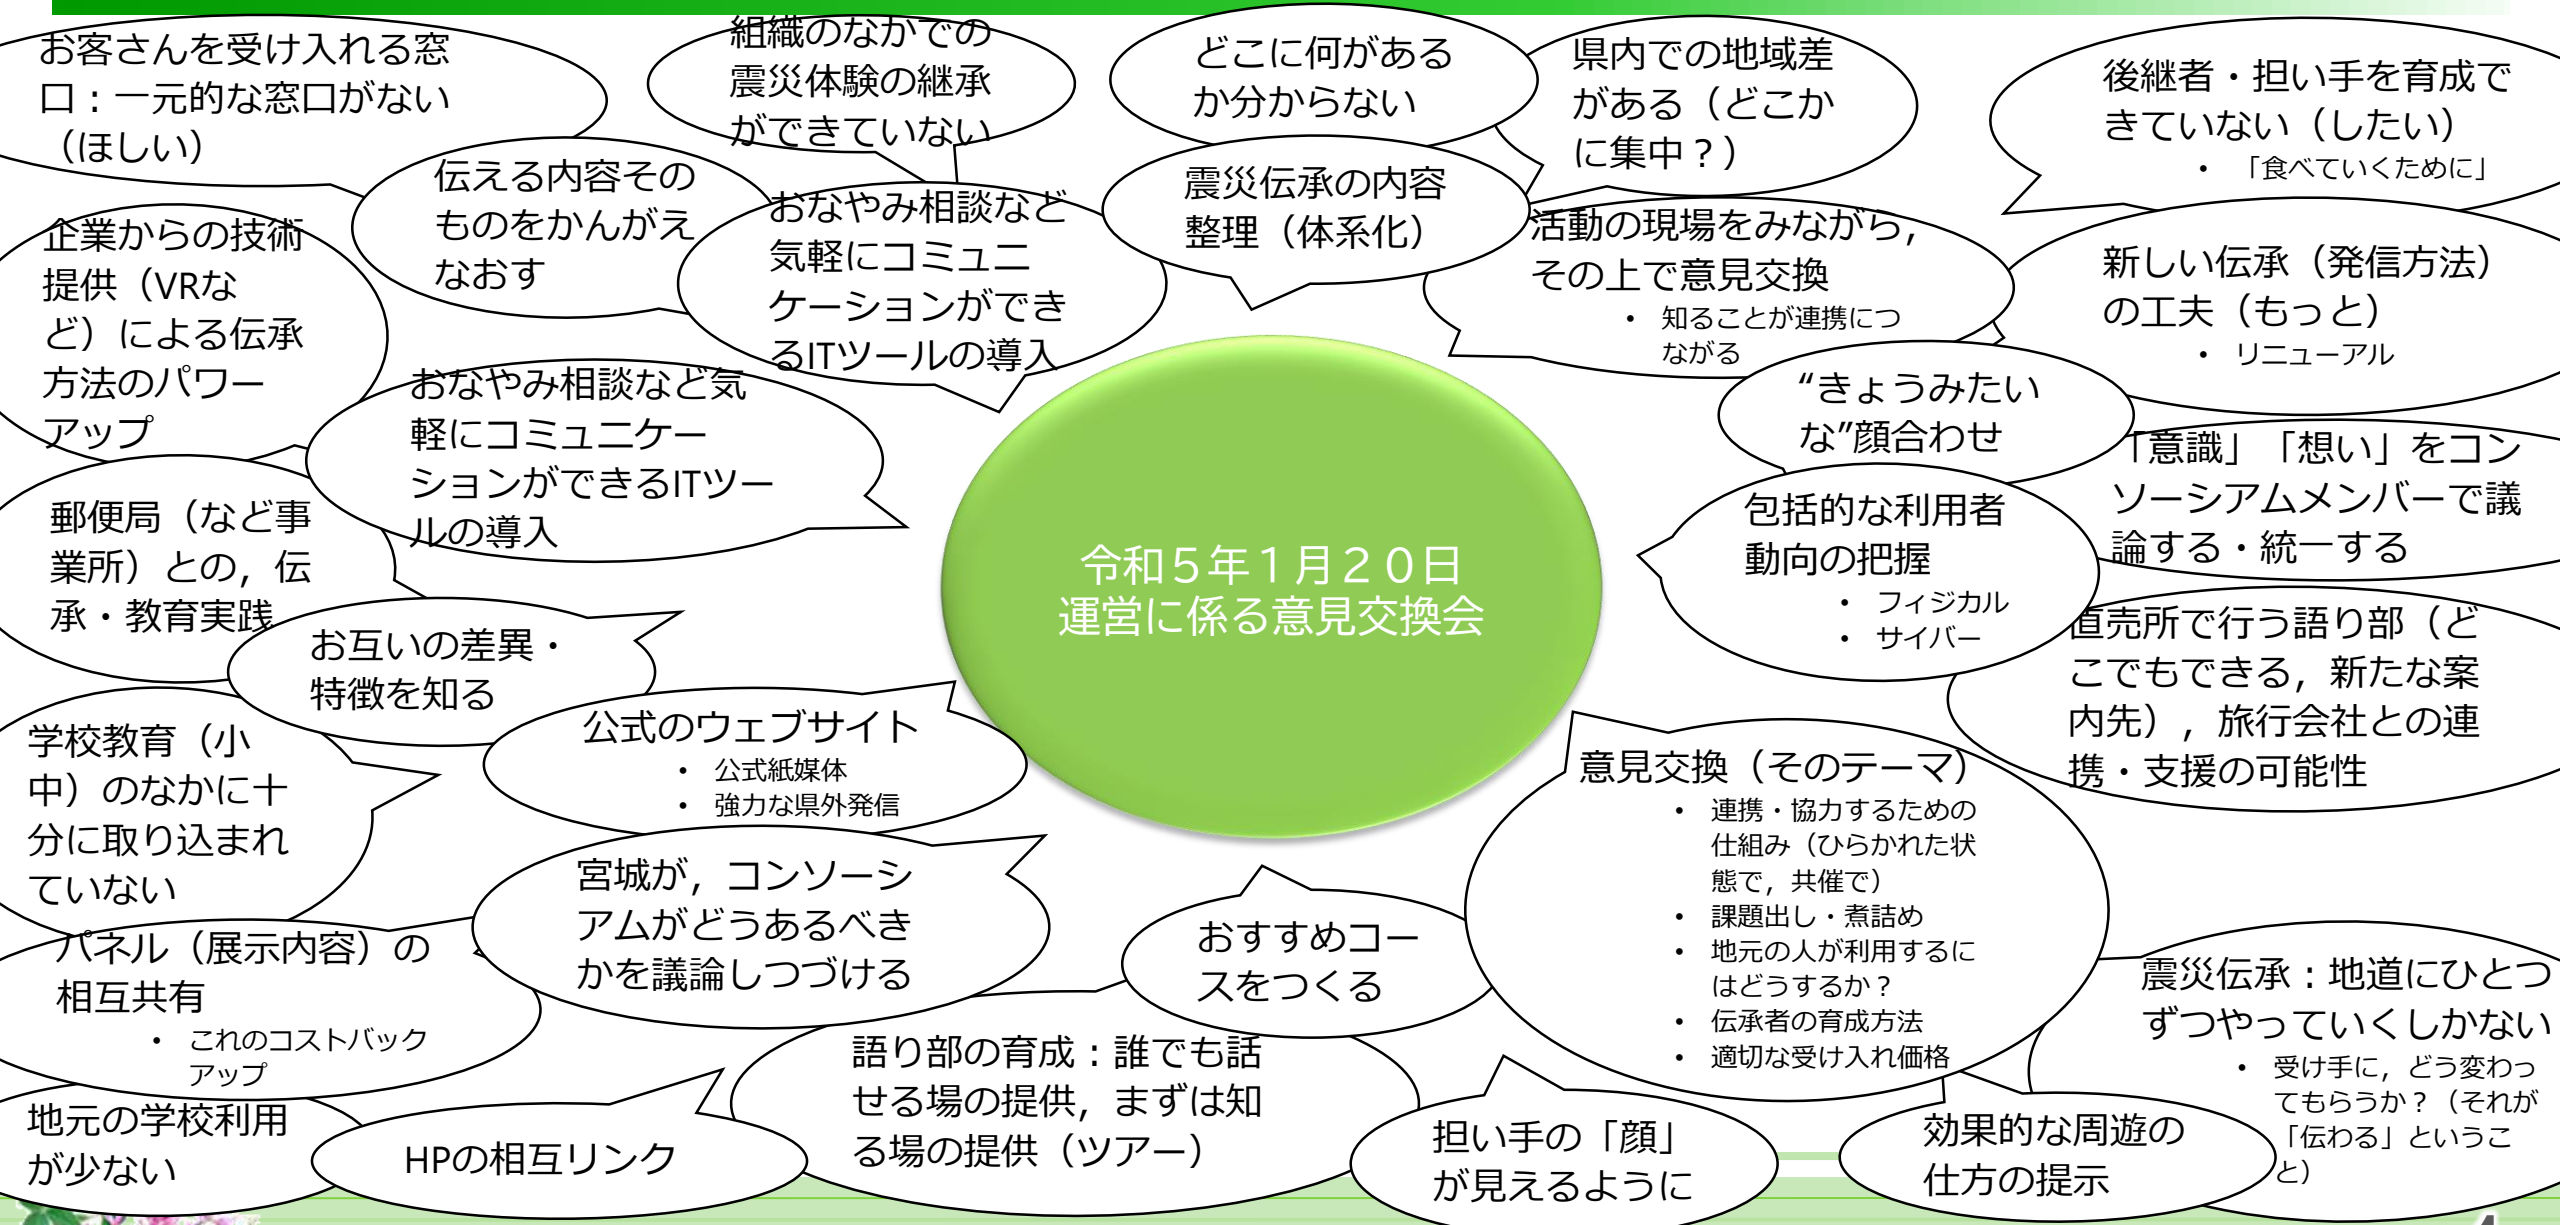 お客さんを受け入れる窓
口：一元的な窓口がない
（ほしい）
組織のなかでの
震災体験の継承
ができていない
どこに何がある
か分からない
県内での地域差
がある（どこか
に集中？）
後継者・担い手を育成で
きていない（したい）
• 「食べていくために」
伝える内容その
ものをかんがえ
なおす
おなやみ相談など
気軽にコミュニ
ケーションができ
るITツールの導入
震災伝承の内容
整理（体系化）
活動の現場をみながら，
その上で意見交換
• 知ることが連携につ
ながる
新しい伝承（発信方法）
の工夫（もっと）
• リニューアル
企業からの技術
提供（VRな
ど）による伝承
方法のパワー
アップ
おなやみ相談など気
軽にコミュニケー
ションができるITツー
ルの導入
“きょうみたい
な”顔合わせ
「意識」「想い」をコン
ソーシアムメンバーで議
論する・統一する
郵便局（など事
業所）との，伝
承・教育実践
包括的な利用者
動向の把握
• フィジカル
• サイバー
令和５年１月２０日
運営に係る意見交換会
お互いの差異・
特徴を知る
直売所で行う語り部（ど
こでもできる，新たな案
内先），旅行会社との連
携・支援の可能性
学校教育（小
中）のなかに十
分に取り込まれ
ていない
公式のウェブサイト
• 公式紙媒体
• 強力な県外発信
意見交換（そのテーマ）
• 連携・協力するための
仕組み（ひらかれた状
態で，共催で）
• 課題出し・煮詰め
• 地元の人が利用するに
はどうするか？
• 伝承者の育成方法
• 適切な受け入れ価格
宮城が，コンソーシ
アムがどうあるべき
かを議論しつづける
おすすめコー
スをつくる
パネル（展示内容）の
相互共有
• これのコストバック
アップ
震災伝承：地道にひとつ
ずつやっていくしかない
• 受け手に，どう変わっ
てもらうか？（それが
「伝わる」というこ
と）
地元の学校利用
が少ない
HPの相互リンク
語り部の育成：誰でも話
せる場の提供，まずは知
る場の提供（ツアー）
担い手の「顔」
が見えるように
効果的な周遊の
仕方の提示